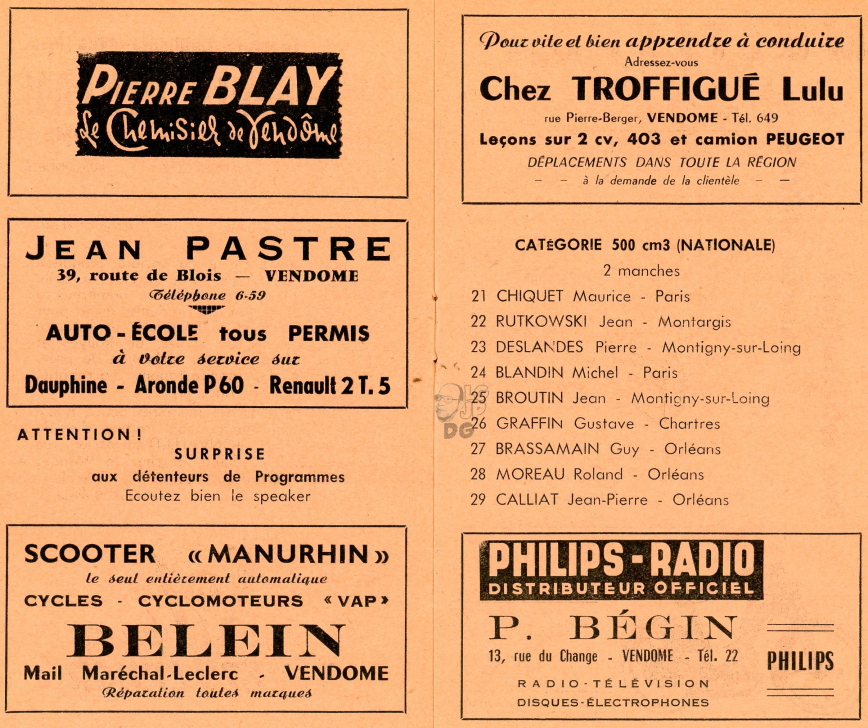 PIERRE BLAY
Le Chemisier de Vendôme
JEAN PASTRE
39, route de Blois — VENDOME
Téléphone 6-59
AUTO-ÉCOLE tous PERMIS
à votre service sur
Dauphine - Aronde P60 - Renault 2 T. 5
ATTENTION !
SURPRISE
aux détenteurs de Programmes
Ecoutez bien le speaker
SCOOTER « MANURHIN »
le seul entièrement automatique
CYCLES - CYCLOMOTEURS « VAP »
BELEIN
Mail Maréchal-Leclerc - VENDOME
Réparation toutes marques
Pour vite et bien apprendre à conduire
Adressez-vous
Chez TROFFIGUÉ Lulu
rue Pierre-Berger, VENDOME - Tél. 649
Leçons sur 2 cv, 403 et camion PEUGEOT
DÉPLACEMENTS DANS TOUTE LA RÉGION
— — à la demande de la clientèle — —
CATÉGORIE 500 cm3 (NATIONALE)
2 manches
21 CHIQUET Maurice - Paris
22 RUTKOWSKI Jean - Montargis
23 DESLANDES Pierre - Montigny-sur-Loing
24 BLANDIN Michel - Paris
25 BROUTIN Jean - Montigny-sur-Loing
26 GRAFFIN Gustave - Chartres
27 BRASSAMAIN Guy - Orléans
28 MOREAU Roland - Orléans
29 CALLIAT Jean-Pierre - Orléans
DG
PHILIPS-RADIO
DISTRIBUTEUR OFFICIEL
P. BÉGIN
13, rue du Change - VENDOME - Tél. 22
PHILIPS
RADIO-TÉLÉVISION
DISQUES-ÉLECTROPHONES